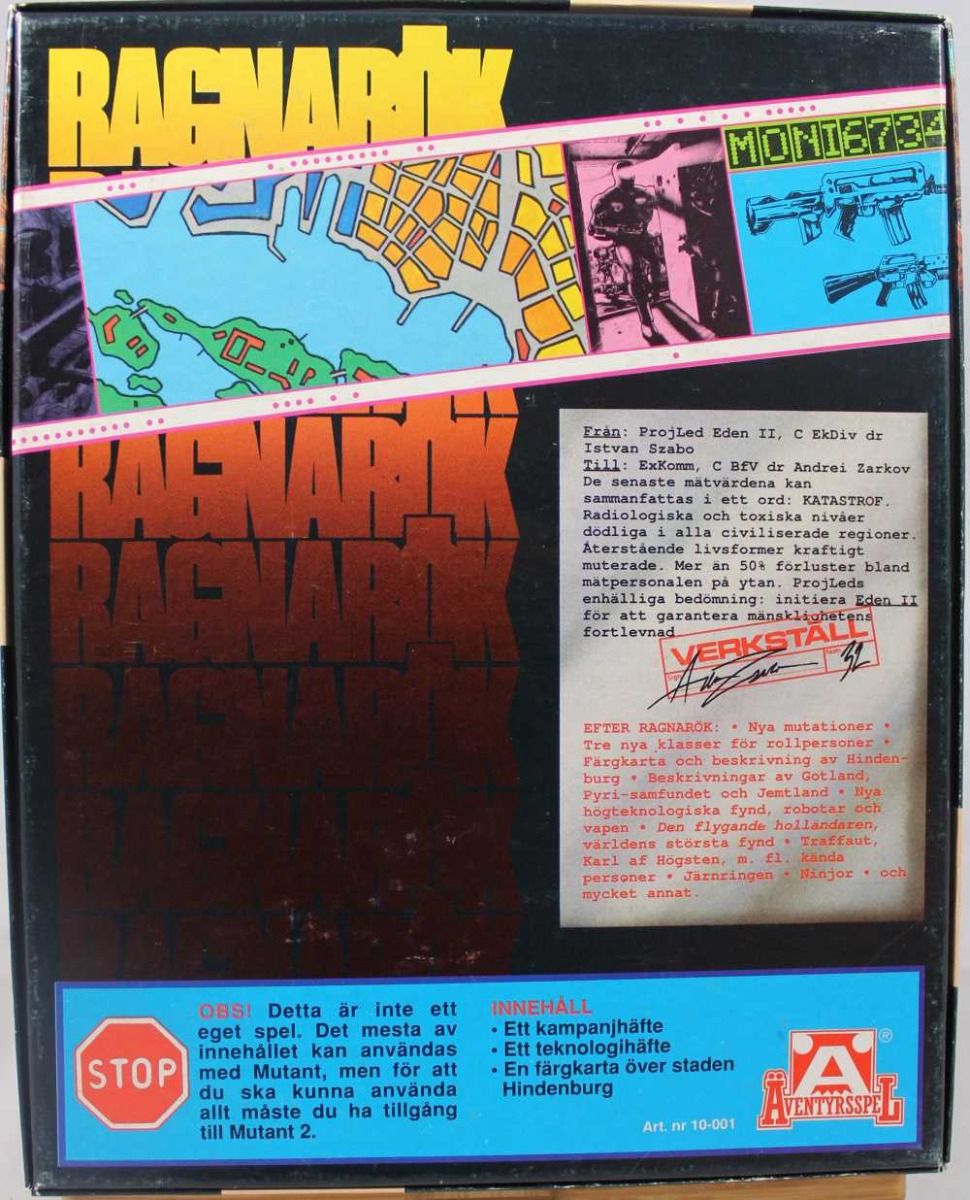 RAGNARÖK
MONI6734
RAGNARÖK
RAGNARÖK
RAGNARÖK
RAGNARÖK
Från: ProjLed Eden II, C EkDiv dr
Istvan Szabo
Till: ExKomm, C BfV dr Andrei Zarkov
De senaste mätvärdena kan
sammanfattas i ett ord: KATASTROF.
Radiologiska och toxiska nivåer
dödliga i alla civiliserade regioner.
Återstående livsformer kraftigt
muterade. Mer än 50% förluster bland
mätpersonalen på ytan. ProjLeds
enhälliga bedömning: initiera Eden II
för att garantera mänsklighetens
fortlevnad
VERKSTÄLL
32
EFTER RAGNARÖK: • Nya mutationer •
Tre nya klasser för rollpersoner •
Färgkarta och beskrivning av Hinden-
burg • Beskrivningar av Gotland,
Pyri-samfundet och Jemtland • Nya
högteknologiska fynd, robotar och
vapen • Den flygande holländaren,
världens största fynd • Traffaut,
Karl af Högsten, m. fl. kända
personer • Järnringen • Ninjor • och
mycket annat.
STOP
OBS! Detta är inte ett
eget spel. Det mesta av
innehållet kan användas
med Mutant, men för att
du ska kunna använda
allt måste du ha tillgång
till Mutant 2.
INNEHÅLL
• Ett kampanjhäfte
• Ett teknologihäfte
• En färgkarta över staden
Hindenburg
Art. nr 10-001
ÄVENTYRSSPEL
®